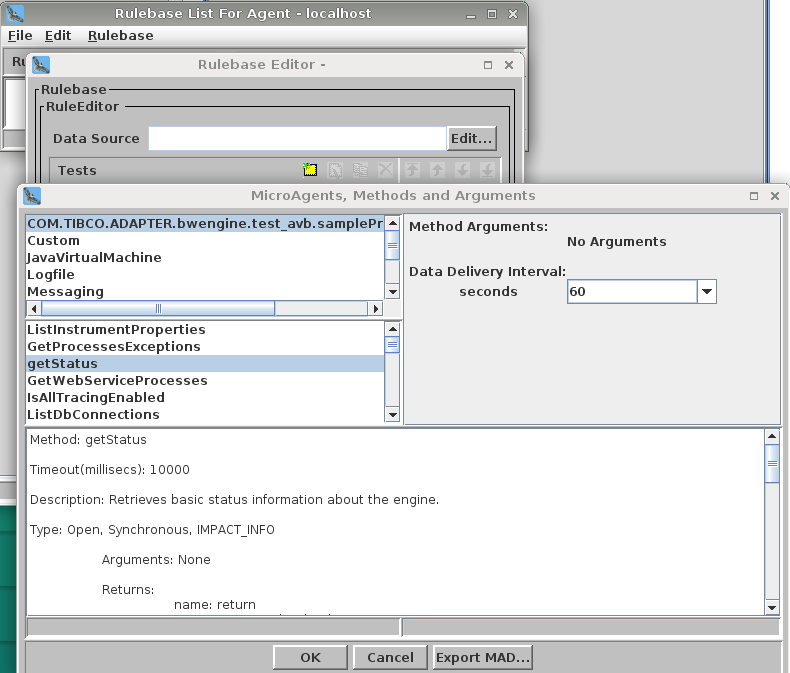 Rulebase List For Agent - localhost
File Edit Rulebase
Ru
Rulebase Editor -
Rulebase
RuleEditor
Data Source
Edit...
Tests
MicroAgents, Methods and Arguments
COM.TIBCO.ADAPTER.bwengine.test_avb.samplePr
Custom
JavaVirtualMachine
Logfile
Messaging
Method Arguments:
No Arguments
Data Delivery Interval:
seconds 60
ListInstrumentProperties
GetProcessesExceptions
getStatus
GetWebServiceProcesses
IsAllTracingEnabled
ListDbConnections
Method: getStatus
Timeout(millisecs): 10000
Description: Retrieves basic status information about the engine.
Type: Open, Synchronous, IMPACT_INFO
Arguments: None
Returns:
name: return
OK Cancel Export MAD...